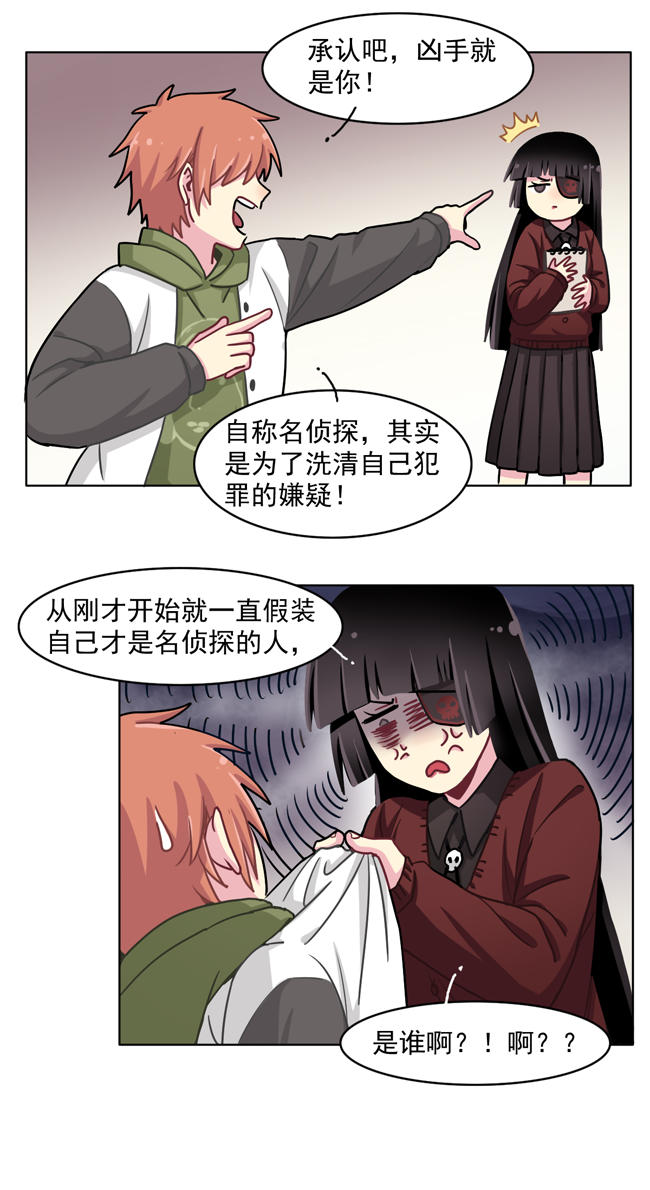 承认吧，凶手就
是你！
自称名侦探，其实
是为了洗清自己犯
罪的嫌疑！
从刚才开始就一直假装
自己才是名侦探的人，
是谁啊？！啊？？